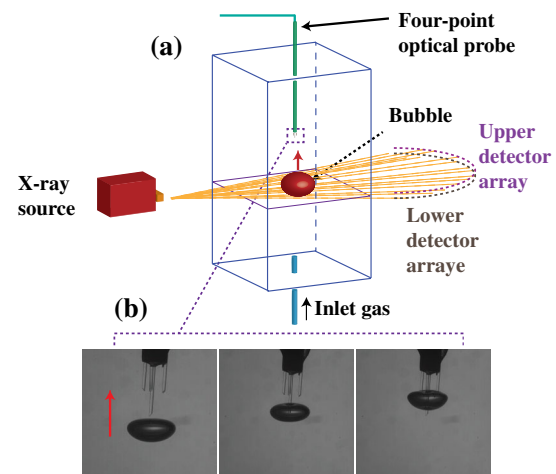 (a)
Four-point
optical probe
Bubble
Upper
detector
array
X-ray
source
Lower
detector
arraye
Inlet gas
(b)